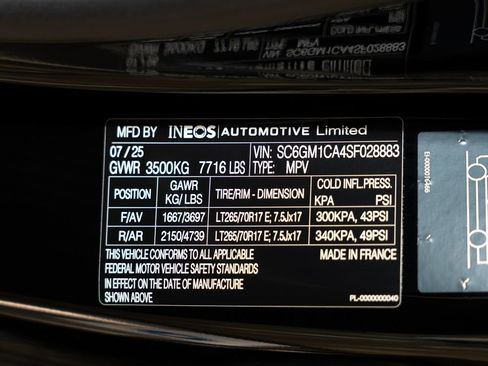 MFD BY INEOS AUTOMOTIVE Limited
07 / 25 VIN: SC6GM1CA4SF028883
GVWR 3500KG 7716 LBS TYPE: MPV
POSITION GAWR KG/LBS TIRE/RIM - DIMENSION COLD INFL.PRESS. KPA PSI
F/AV 1667/3697 LT265/70R17 E; 7.5Jx17 300KPA, 43PSI
R/AR 2150/4739 LT265/70R17 E; 7.5Jx17 340KPA, 49PSI
THIS VEHICLE CONFORMS TO ALL APPLICABLE MADE IN FRANCE
FEDERAL MOTOR VEHICLE SAFETY STANDARDS
IN EFFECT ON THE DATE OF MANUFACTURE
SHOWN ABOVE PL-0000000040